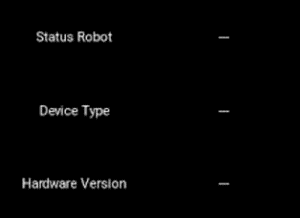 Status Robot —
Device Type —
Hardware Version —